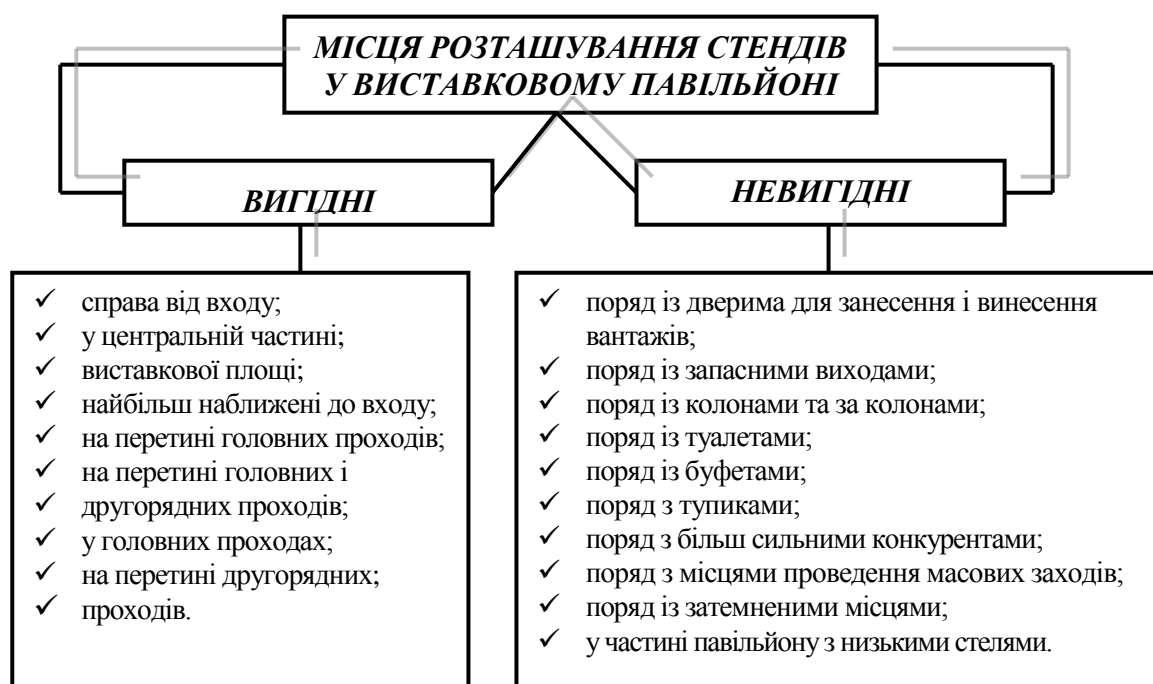 МІСЦЯ РОЗТАШУВАННЯ СТЕНДІВ
У ВИСТАВКОВОМУ ПАВІЛЬЙОНІ
ВИГІДНІ
НЕВИГІДНІ
✓ справа від входу;
✓ у центральній частині;
✓ виставкової площі;
✓ найбільш наближені до входу;
✓ на перетині головних проходів;
✓ на перетині головних і
✓ другорядних проходів;
✓ у головних проходах;
✓ на перетині другорядних;
✓ проходів.
✓ поряд із дверима для занесення і винесення
вантажів;
✓ поряд із запасними виходами;
✓ поряд із колонами та за колонами;
✓ поряд із туалетами;
✓ поряд із буфетами;
✓ поряд з тупиками;
✓ поряд з більш сильними конкурентами;
✓ поряд з місцями проведення масових заходів;
✓ поряд із затемненими місцями;
✓ у частині павільйону з низькими стелями.